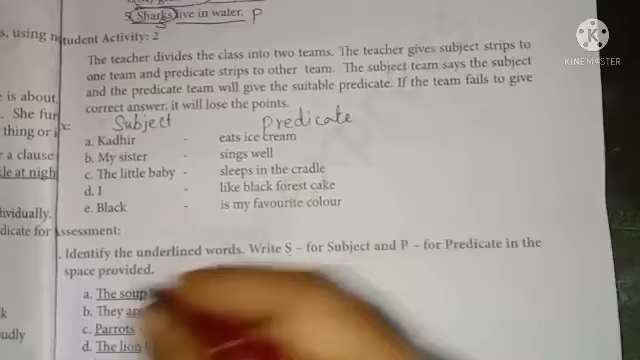 5. Sharks live in water. P
s, using n
tudent Activity: 2
The teacher divides the class into two teams. The teacher gives subject strips to
one team and predicate strips to other team. The subject team says the subject
and the predicate team will give the suitable predicate. If the team fails to give
correct answer, it will lose the points.
e is about
. She fur
thing or i
r a clause
le at nigh
ividually.
dicate for
k
udly
x:
Subject Predicate
a. Kadhir - eats ice cream
b. My sister - sings well
c. The little baby - sleeps in the cradle
d. I - like black forest cake
e. Black - is my favourite colour
Assessment:
. Identify the underlined words. Write S – for Subject and P – for Predicate in the
space provided.
a. The soup
b. They are
c. Parrots
d. The lion
KINEMASTER